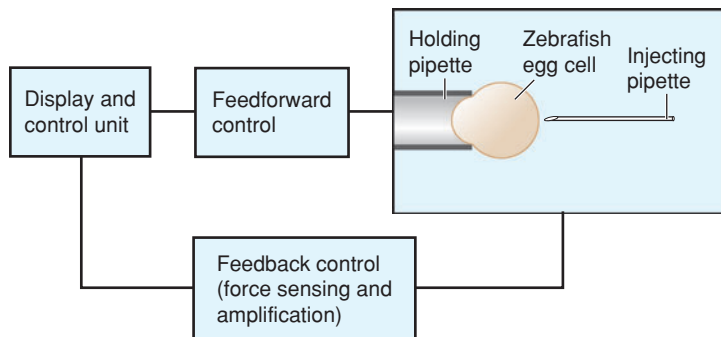 Display and
control unit
Feedforward
control
Holding
pipette
Zebrafish
egg cell
Injecting
pipette
Feedback control
(force sensing and
amplification)